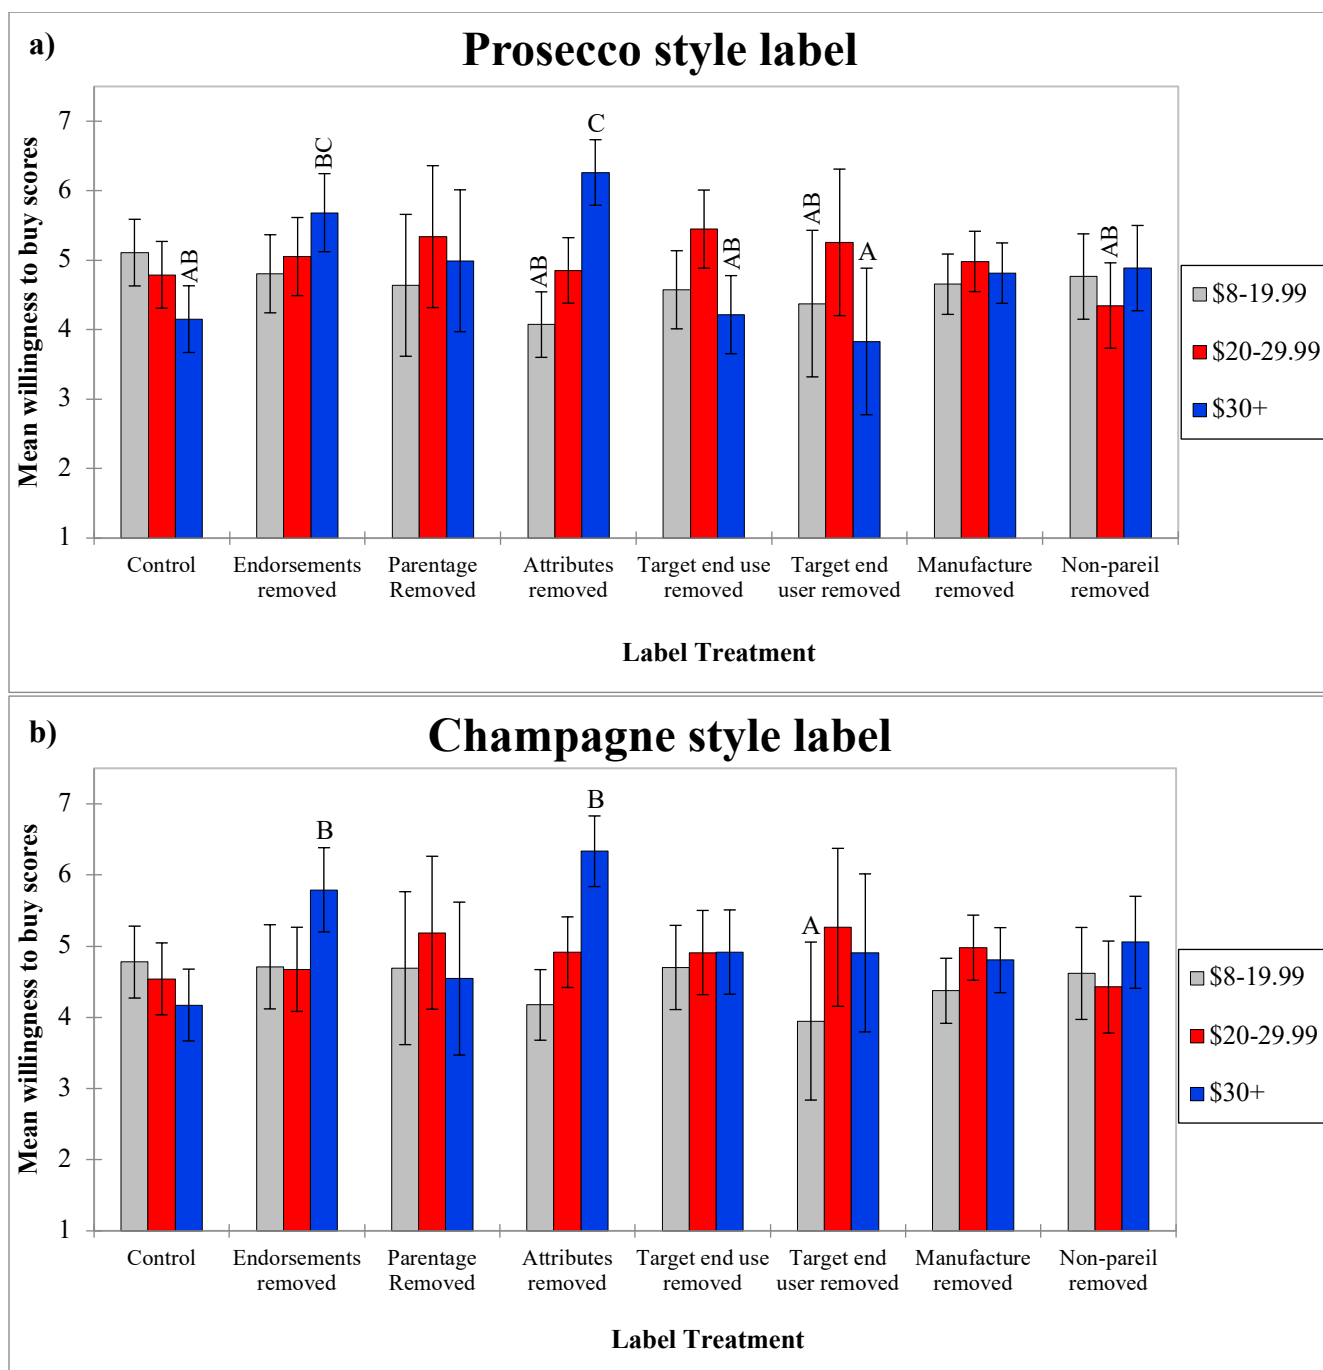 a)
Prosecco style label
Mean willingness to buy scores
7
6
5
4
3
2
1
AB
BC
AB
C
AB
AB
A
AB
Control
Endorsements removed
Parentage Removed
Attributes removed
Target end use removed
Target end user removed
Manufacture removed
Non-pareil removed
Label Treatment
$8-19.99
$20-29.99
$30+
b)
Champagne style label
Mean willingness to buy scores
7
6
5
4
3
2
1
B
B
A
Control
Endorsements removed
Parentage Removed
Attributes removed
Target end use removed
Target end user removed
Manufacture removed
Non-pareil removed
Label Treatment
$8-19.99
$20-29.99
$30+